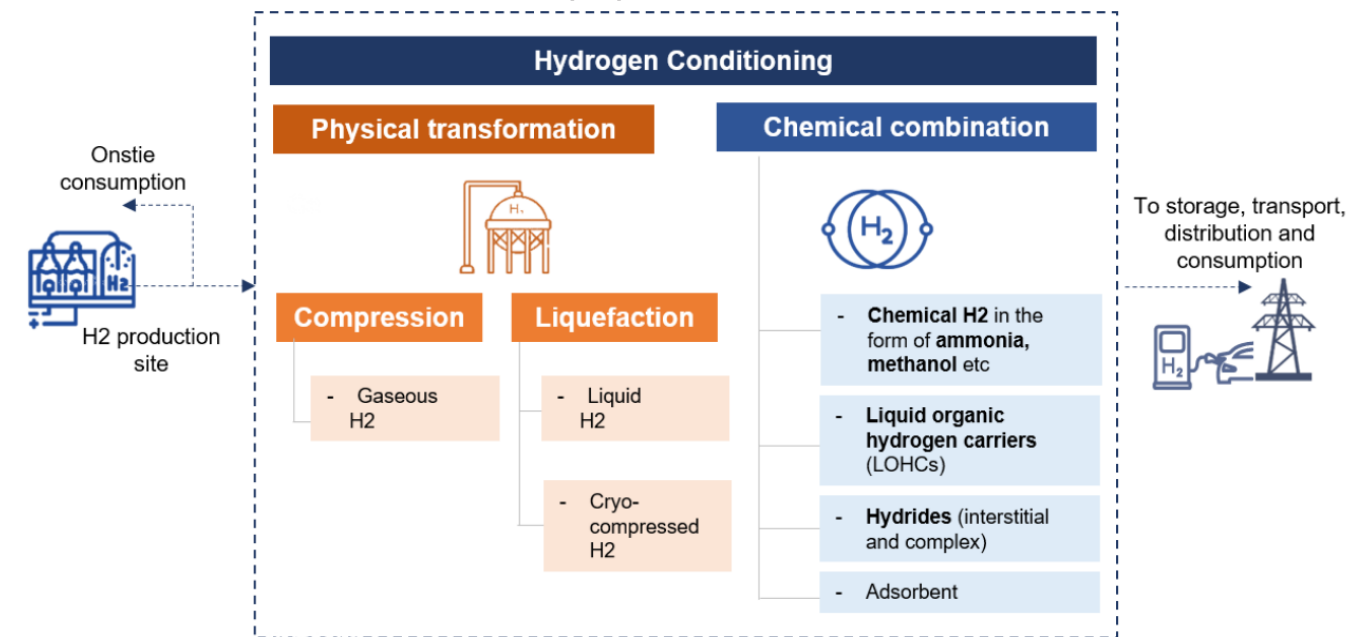 Hydrogen Conditioning
Physical transformation
Chemical combination
Onstie
consumption
H2
H2 production
site
H2
H2
To storage, transport,
distribution and
consumption
H2
Compression
Liquefaction
- Gaseous
H2
- Liquid
H2
- Cryo-
compressed
H2
- Chemical H2 in the
form of ammonia,
methanol etc
- Liquid organic
hydrogen carriers
(LOHCs)
- Hydrides (interstitial
and complex)
- Adsorbent